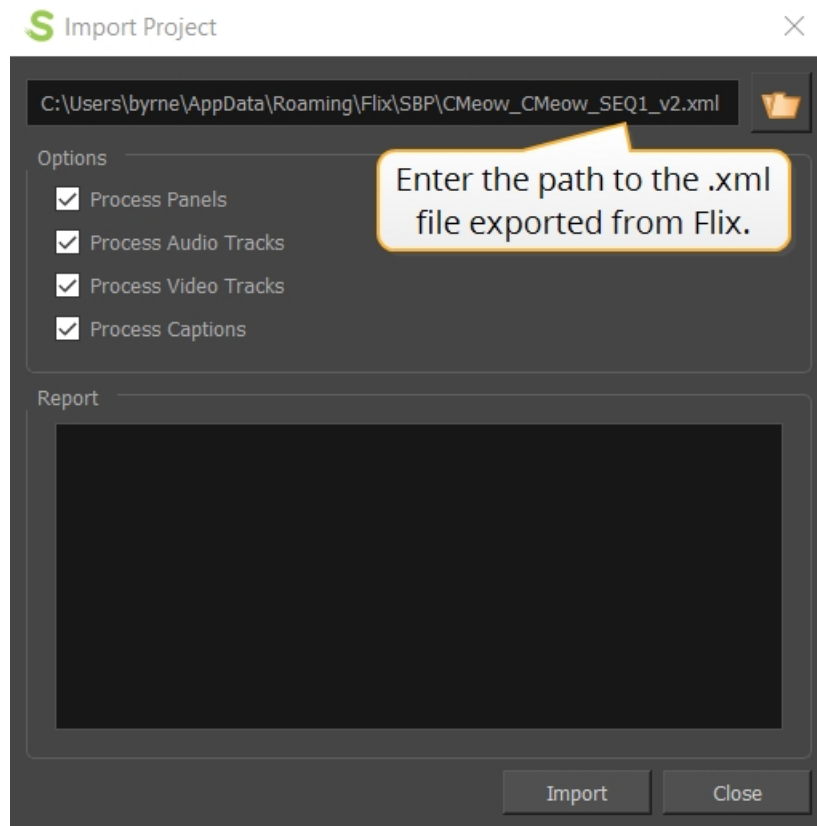 S Import Project
C:\Users\byrne\AppData\Roaming\Flix\SBP\CMeow_CMeow_SEQ1_v2.xml
Enter the path to the .xml
file exported from Flix.
Options
Process Panels
Process Audio Tracks
Process Video Tracks
Process Captions
Report
Import Close